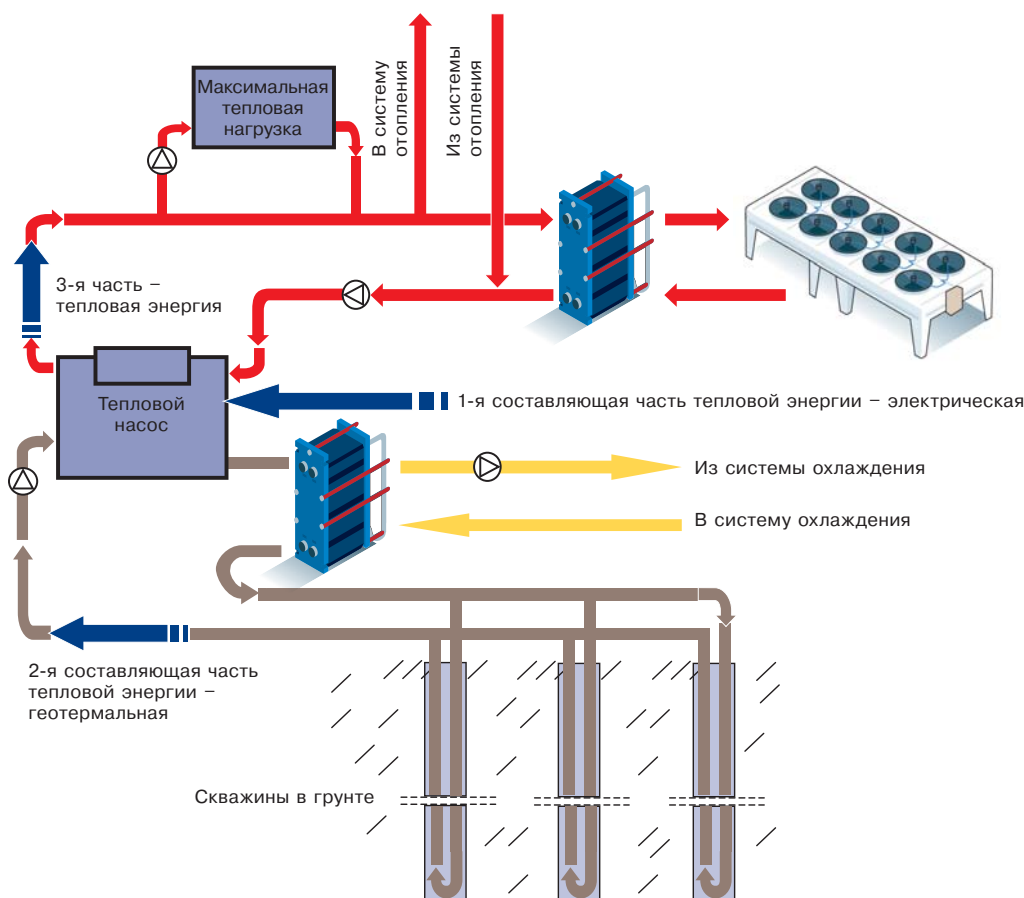 Максимальная
тепловая
нагрузка
В систему
отопления
Из системы
отопления
3-я часть –
тепловая энергия
Тепловой
насос
1-я составляющая часть тепловой энергии – электрическая
Из системы охлаждения
В систему охлаждения
2-я составляющая часть
тепловой энергии –
геотермальная
Скважины в грунте